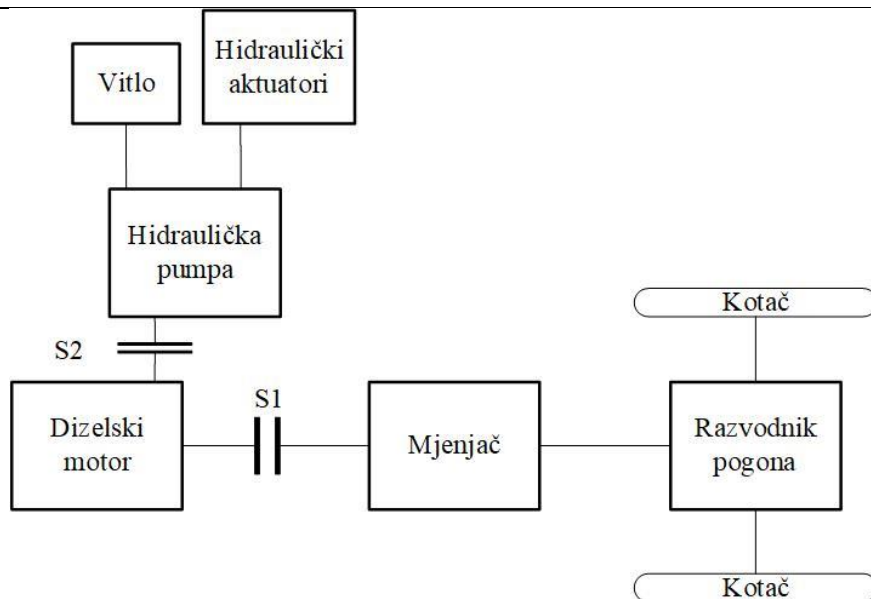 Vitlo
Hidraulički
aktuatori
Hidraulička
pumpa
S2
Dizelski
motor
S1
Mjenjač
Kotač
Razvodnik
pogona
Kotač